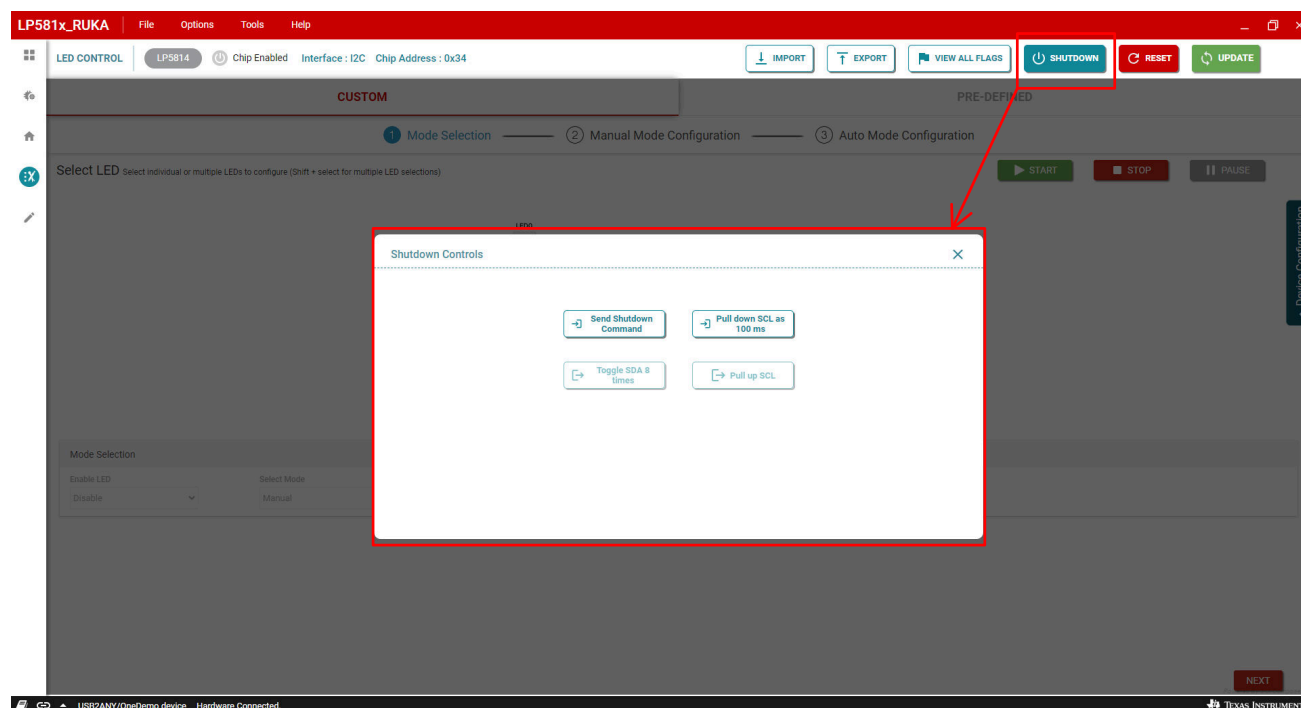 LP581x_RUKA File Options Tools Help
LED CONTROL LP5814 Chip Enabled Interface : I2C Chip Address : 0x34 IMPORT EXPORT VIEW ALL FLAGS SHUTDOWN RESET UPDATE
CUSTOM PRE-DEFINED
1 Mode Selection 2 Manual Mode Configuration 3 Auto Mode Configuration
Select LED Select individual or multiple LEDs to configure (Shift + select for multiple LED selections) START STOP PAUSE
LED0
Device Configuration
Shutdown Controls
Send Shutdown
Command
Pull down SCL as
100 ms
Toggle SDA 8
times
Pull up SCL
Mode Selection
Enable LED Select Mode
Disable Manual
NEXT
USB2ANY/OneDemo device Hardware Connected. TEXAS INSTRUMENT